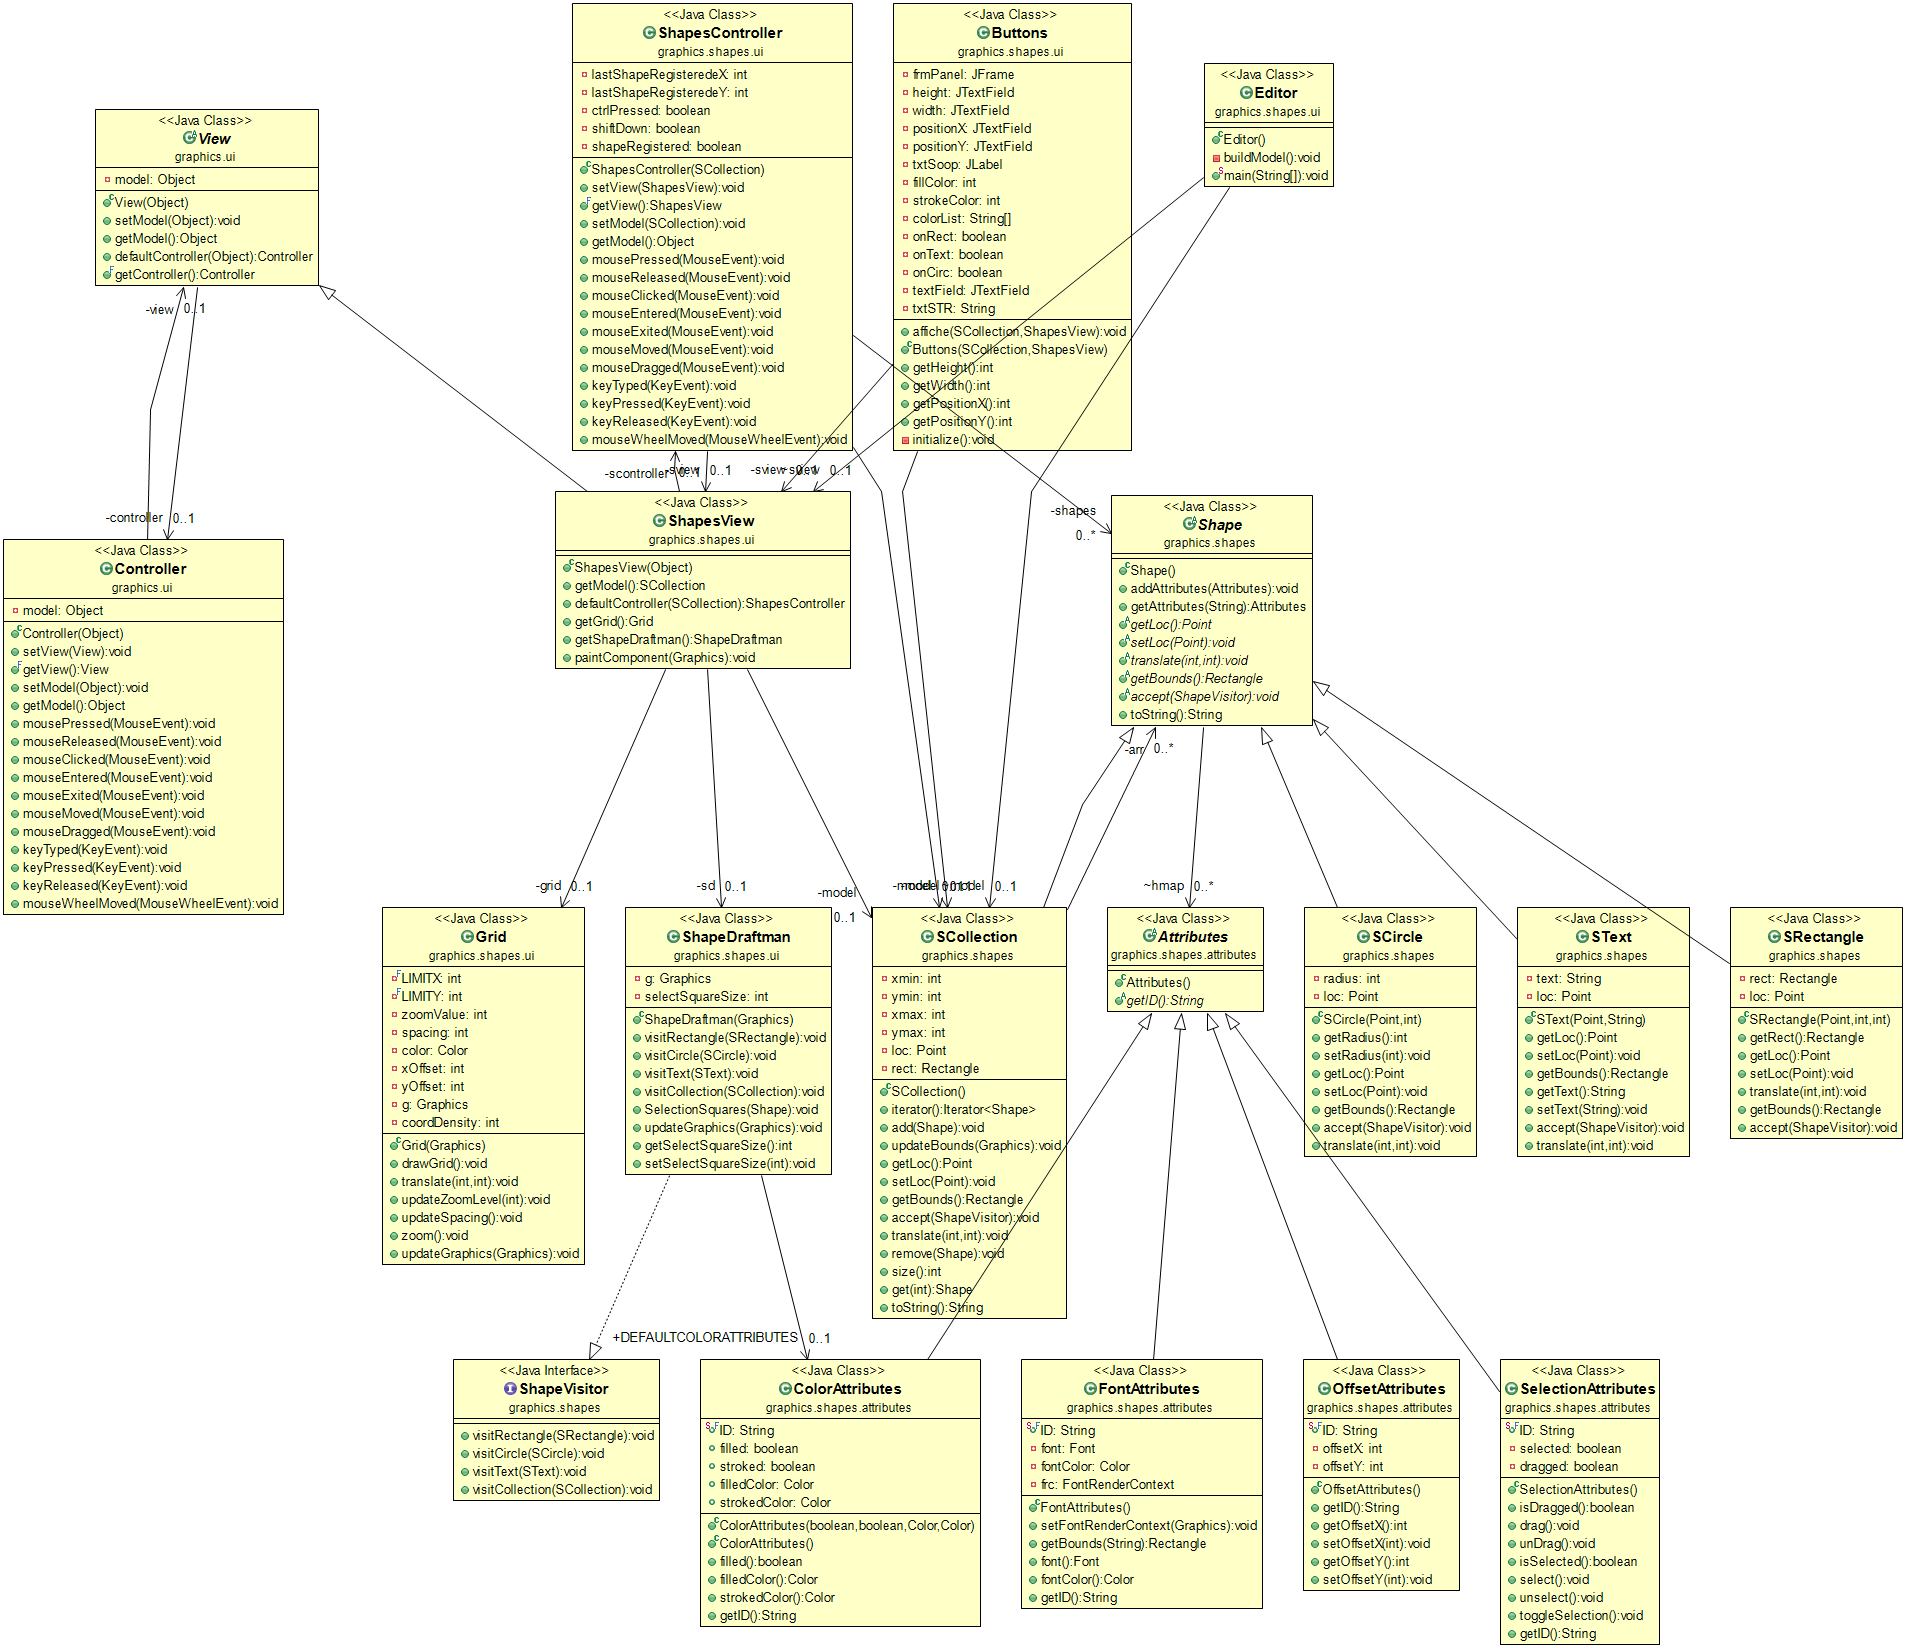 <<Java Class>>
View
graphics.ui
model: Object
View(Object)
setModel(Object):void
getModel():Object
defaultController(Object):Controller
getController():Controller
<<Java Class>>
ShapesController
graphics.shapes.ui
lastShapeRegisteredeX: int
lastShapeRegisteredeY: int
ctrlPressed: boolean
shiftDown: boolean
shapeRegistered: boolean
ShapesController(SCollection)
setView(ShapesView):void
getView():ShapesView
setModel(SCollection):void
getModel():Object
mousePressed(MouseEvent):void
mouseReleased(MouseEvent):void
mouseClicked(MouseEvent):void
mouseEntered(MouseEvent):void
mouseExited(MouseEvent):void
mouseMoved(MouseEvent):void
mouseDragged(MouseEvent):void
keyTyped(KeyEvent):void
keyPressed(KeyEvent):void
keyReleased(KeyEvent):void
mouseWheelMoved(MouseWheelEvent):void
<<Java Class>>
Buttons
graphics.shapes.ui
frmPanel: JFrame
height: JTextField
width: JTextField
positionX: JTextField
positionY: JTextField
txtSoop: JLabel
fillColor: int
strokeColor: int
colorList: String[]
onRect: boolean
onText: boolean
onCirc: boolean
textField: JTextField
txtSTR: String
affiche(SCollection,ShapesView):void
Buttons(SCollection,ShapesView)
getHeight():int
getWidth():int
getPositionX():int
getPositionY():int
initialize():void
<<Java Class>>
Editor
graphics.shapes.ui
Editor()
buildModel():void
main(String[]):void
-view 0..1
-controller 0..1
-scontroller 0..1
-sview 0..1
-sview 0..1
~sview 0..1
-shapes
0..*
<<Java Class>>
Controller
graphics.ui
model: Object
Controller(Object)
setView(View):void
getView():View
setModel(Object):void
getModel():Object
mousePressed(MouseEvent):void
mouseReleased(MouseEvent):void
mouseClicked(MouseEvent):void
mouseEntered(MouseEvent):void
mouseExited(MouseEvent):void
mouseMoved(MouseEvent):void
mouseDragged(MouseEvent):void
keyTyped(KeyEvent):void
keyPressed(KeyEvent):void
keyReleased(KeyEvent):void
mouseWheelMoved(MouseWheelEvent):void
<<Java Class>>
ShapesView
graphics.shapes.ui
ShapesView(Object)
getModel():SCollection
defaultController(SCollection):ShapesController
getGrid():Grid
getShapeDraftman():ShapeDraftman
paintComponent(Graphics):void
<<Java Class>>
Shape
graphics.shapes
Shape()
addAttributes(Attributes):void
getAttributes(String):Attributes
getLoc():Point
setLoc(Point):void
translate(int,int):void
getBounds():Rectangle
accept(ShapeVisitor):void
toString():String
-arr 0..*
-grid 0..1
-sd 0..1
-model
0..1
-model
~model 0..1
~hmap 0..*
<<Java Class>>
Grid
graphics.shapes.ui
LIMITX: int
LIMITY: int
zoomValue: int
spacing: int
color: Color
xOffset: int
yOffset: int
g: Graphics
coordDensity: int
Grid(Graphics)
drawGrid():void
translate(int,int):void
updateZoomLevel(int):void
updateSpacing():void
zoom():void
updateGraphics(Graphics):void
<<Java Class>>
ShapeDraftman
graphics.shapes.ui
g: Graphics
selectSquareSize: int
ShapeDraftman(Graphics)
visitRectangle(SRectangle):void
visitCircle(SCircle):void
visitText(SText):void
visitCollection(SCollection):void
SelectionSquares(Shape):void
updateGraphics(Graphics):void
getSelectSquareSize():int
setSelectSquareSize(int):void
<<Java Class>>
SCollection
graphics.shapes
xmin: int
ymin: int
xmax: int
ymax: int
loc: Point
rect: Rectangle
SCollection()
iterator():Iterator<Shape>
add(Shape):void
updateBounds(Graphics):void
getLoc():Point
setLoc(Point):void
getBounds():Rectangle
accept(ShapeVisitor):void
translate(int,int):void
remove(Shape):void
size():int
get(int):Shape
toString():String
<<Java Class>>
Attributes
graphics.shapes.attributes
Attributes()
getID():String
<<Java Class>>
SCircle
graphics.shapes
radius: int
loc: Point
SCircle(Point,int)
getRadius():int
setRadius(int):void
getLoc():Point
setLoc(Point):void
getBounds():Rectangle
accept(ShapeVisitor):void
translate(int,int):void
<<Java Class>>
SText
graphics.shapes
text: String
loc: Point
SText(Point,String)
getLoc():Point
setLoc(Point):void
getBounds():Rectangle
getText():String
setText(String):void
accept(ShapeVisitor):void
translate(int,int):void
<<Java Class>>
SRectangle
graphics.shapes
rect: Rectangle
loc: Point
SRectangle(Point,int,int)
getRect():Rectangle
getLoc():Point
setLoc(Point):void
translate(int,int):void
getBounds():Rectangle
accept(ShapeVisitor):void
+DEFAULTCOLORATTRIBUTES 0..1
<<Java Interface>>
ShapeVisitor
graphics.shapes
visitRectangle(SRectangle):void
visitCircle(SCircle):void
visitText(SText):void
visitCollection(SCollection):void
<<Java Class>>
ColorAttributes
graphics.shapes.attributes
ID: String
filled: boolean
stroked: boolean
filledColor: Color
strokedColor: Color
ColorAttributes(boolean,boolean,Color,Color)
ColorAttributes()
filled():boolean
filledColor():Color
strokedColor():Color
getID():String
<<Java Class>>
FontAttributes
graphics.shapes.attributes
ID: String
font: Font
fontColor: Color
frc: FontRenderContext
FontAttributes()
setFontRenderContext(Graphics):void
getBounds(String):Rectangle
font():Font
fontColor():Color
getID():String
<<Java Class>>
OffsetAttributes
graphics.shapes.attributes
ID: String
offsetX: int
offsetY: int
OffsetAttributes()
getID():String
getOffsetX():int
setOffsetX(int):void
getOffsetY():int
setOffsetY(int):void
<<Java Class>>
SelectionAttributes
graphics.shapes.attributes
ID: String
selected: boolean
dragged: boolean
SelectionAttributes()
isDragged():boolean
drag():void
unDrag():void
isSelected():boolean
select():void
unselect():void
toggleSelection():void
getID():String